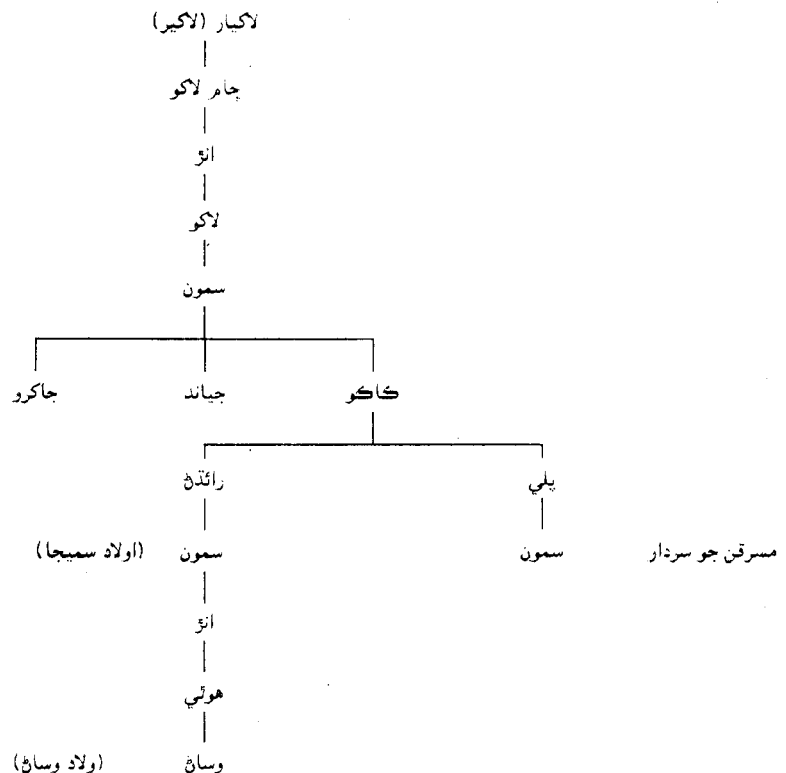 لاکيار (لاکير)
ڄام لاکو
انڙ
لاکو
سمون
ڪاڪو جياند جاکرو
پلي رائڌڻ
مسرقن جو سردار سمون سمون (اولاد سميجا)
انڙ
هوٿي
وساڻ (ولاد وساڻ)